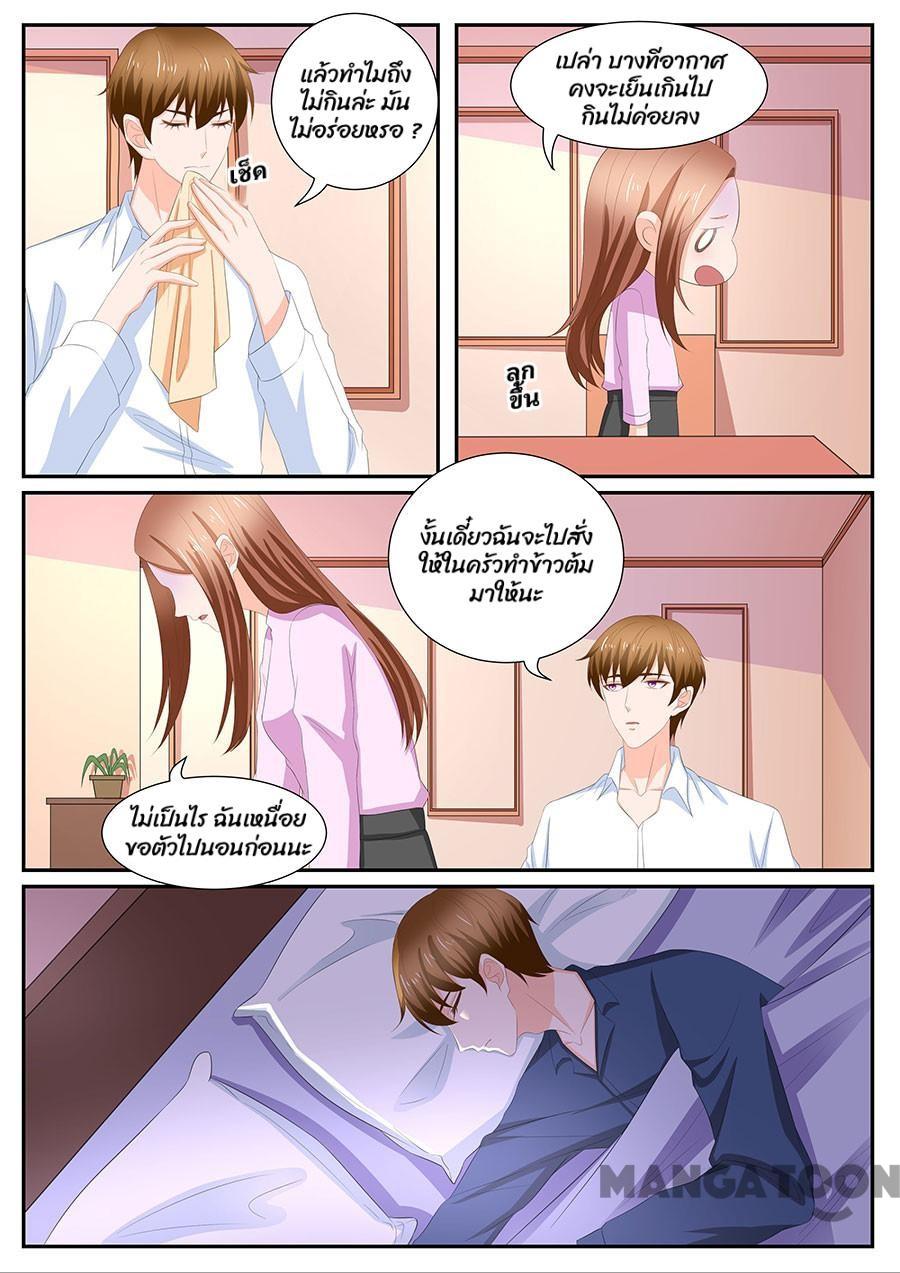 แล้วทำไมถึง
ไม่กินล่ะ มัน
ไม่อร่อยหรอ ?
เช็ด
เปล่า บางทีอากาศ
คงจะเย็นเกินไป
กินไม่ค่อยลง
ลุก
ขึ้น
งั้นเดี๋ยวฉันจะไปสั่ง
ให้ในครัวทำข้าวต้ม
มาให้นะ
ไม่เป็นไร ฉันเหนื่อย
ขอตัวไปนอนก่อนนะ
MANGATOON